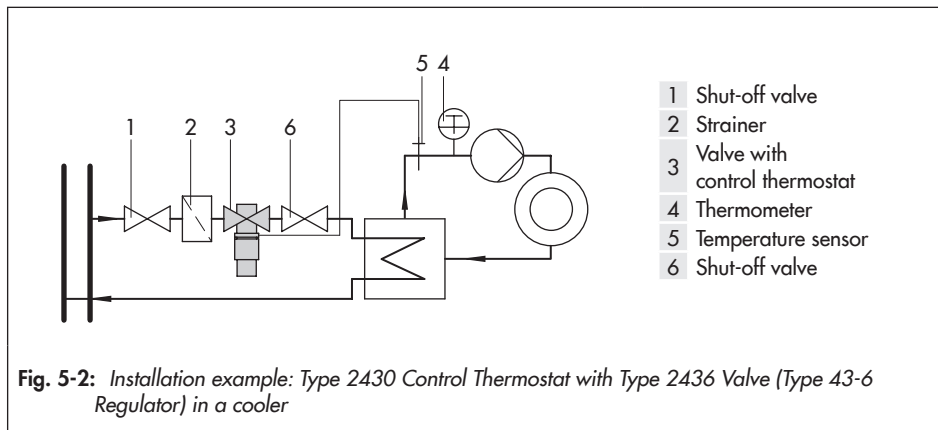 5 4
1 2 3 6
1 Shut-off valve
2 Strainer
3 Valve with
control thermostat
4 Thermometer
5 Temperature sensor
6 Shut-off valve
Fig. 5-2: Installation example: Type 2430 Control Thermostat with Type 2436 Valve (Type 43-6
Regulator) in a cooler